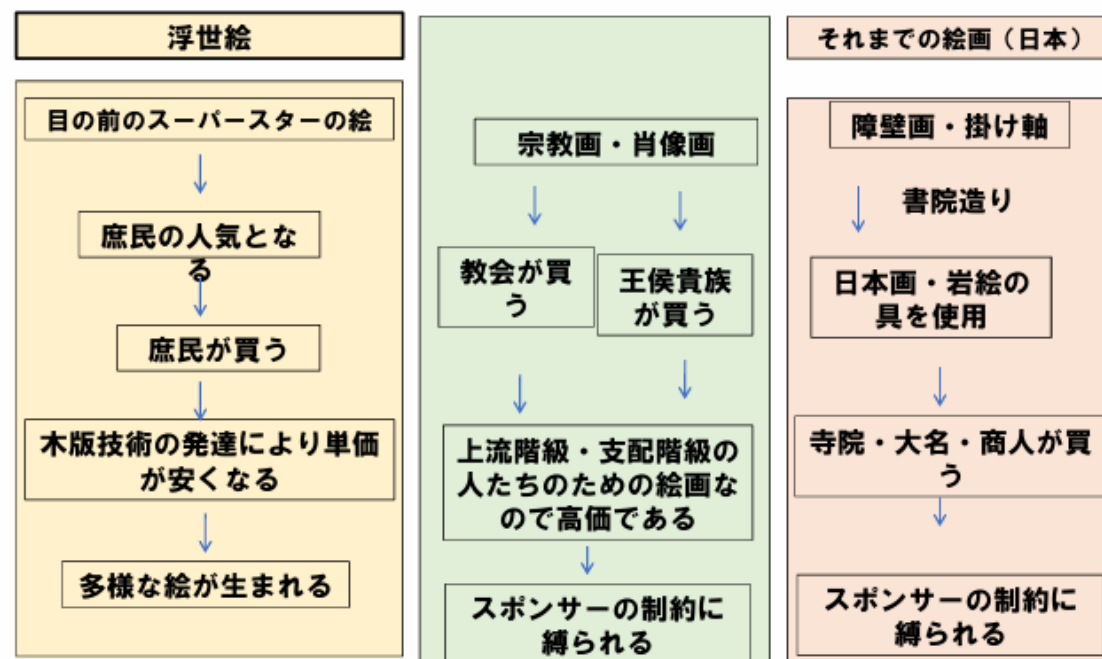 浮世絵
目の前のスーパースターの絵
庶民の人気とな
る
庶民が買う
木版技術の発達により単価
が安くなる
多様な絵が生まれる
宗教画・肖像画
教会が買
う
王侯貴族
が買う
上流階級・支配階級の
人たちのための絵画な
ので高価である
スポンサーの制約に
縛られる
それまでの絵画（日本）
障壁画・掛け軸
書院造り
日本画・岩絵の
具を使用
寺院・大名・商人が買
う
スポンサーの制約に
縛られる